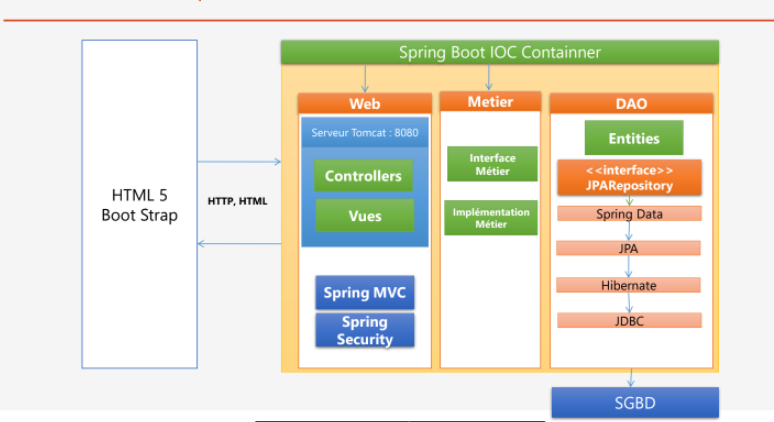 Spring Boot IOC Containner
Web
Metier
DAO
Serveur Tomcat : 8080
Controllers
Vues
Spring MVC
Spring
Security
Interface
Métier
Implémentation
Métier
Entities
<<interface>>
JPARepository
Spring Data
JPA
Hibernate
JDBC
HTML 5
Boot Strap
HTTP, HTML
SGBD